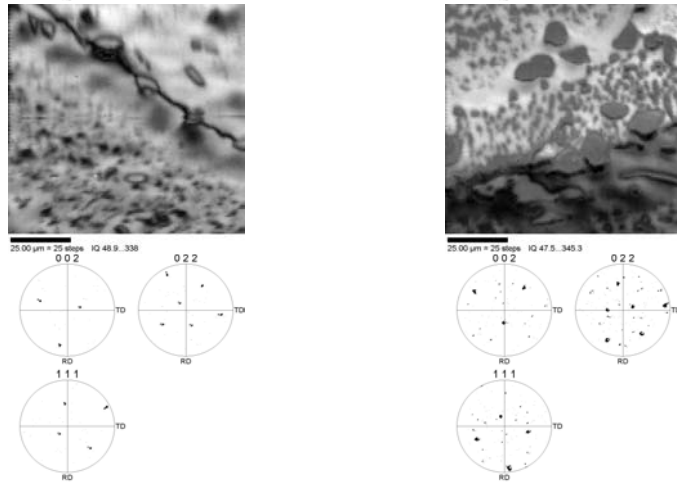 25.00 µm = 25 steps IQ 48.9...338
0 0 2
0 2 2
TD
TD
RD
RD
1 1 1
TD
RD
25.00 µm = 25 steps IQ 47.5...345.3
0 0 2
0 2 2
TD
TD
RD
RD
1 1 1
TD
RD